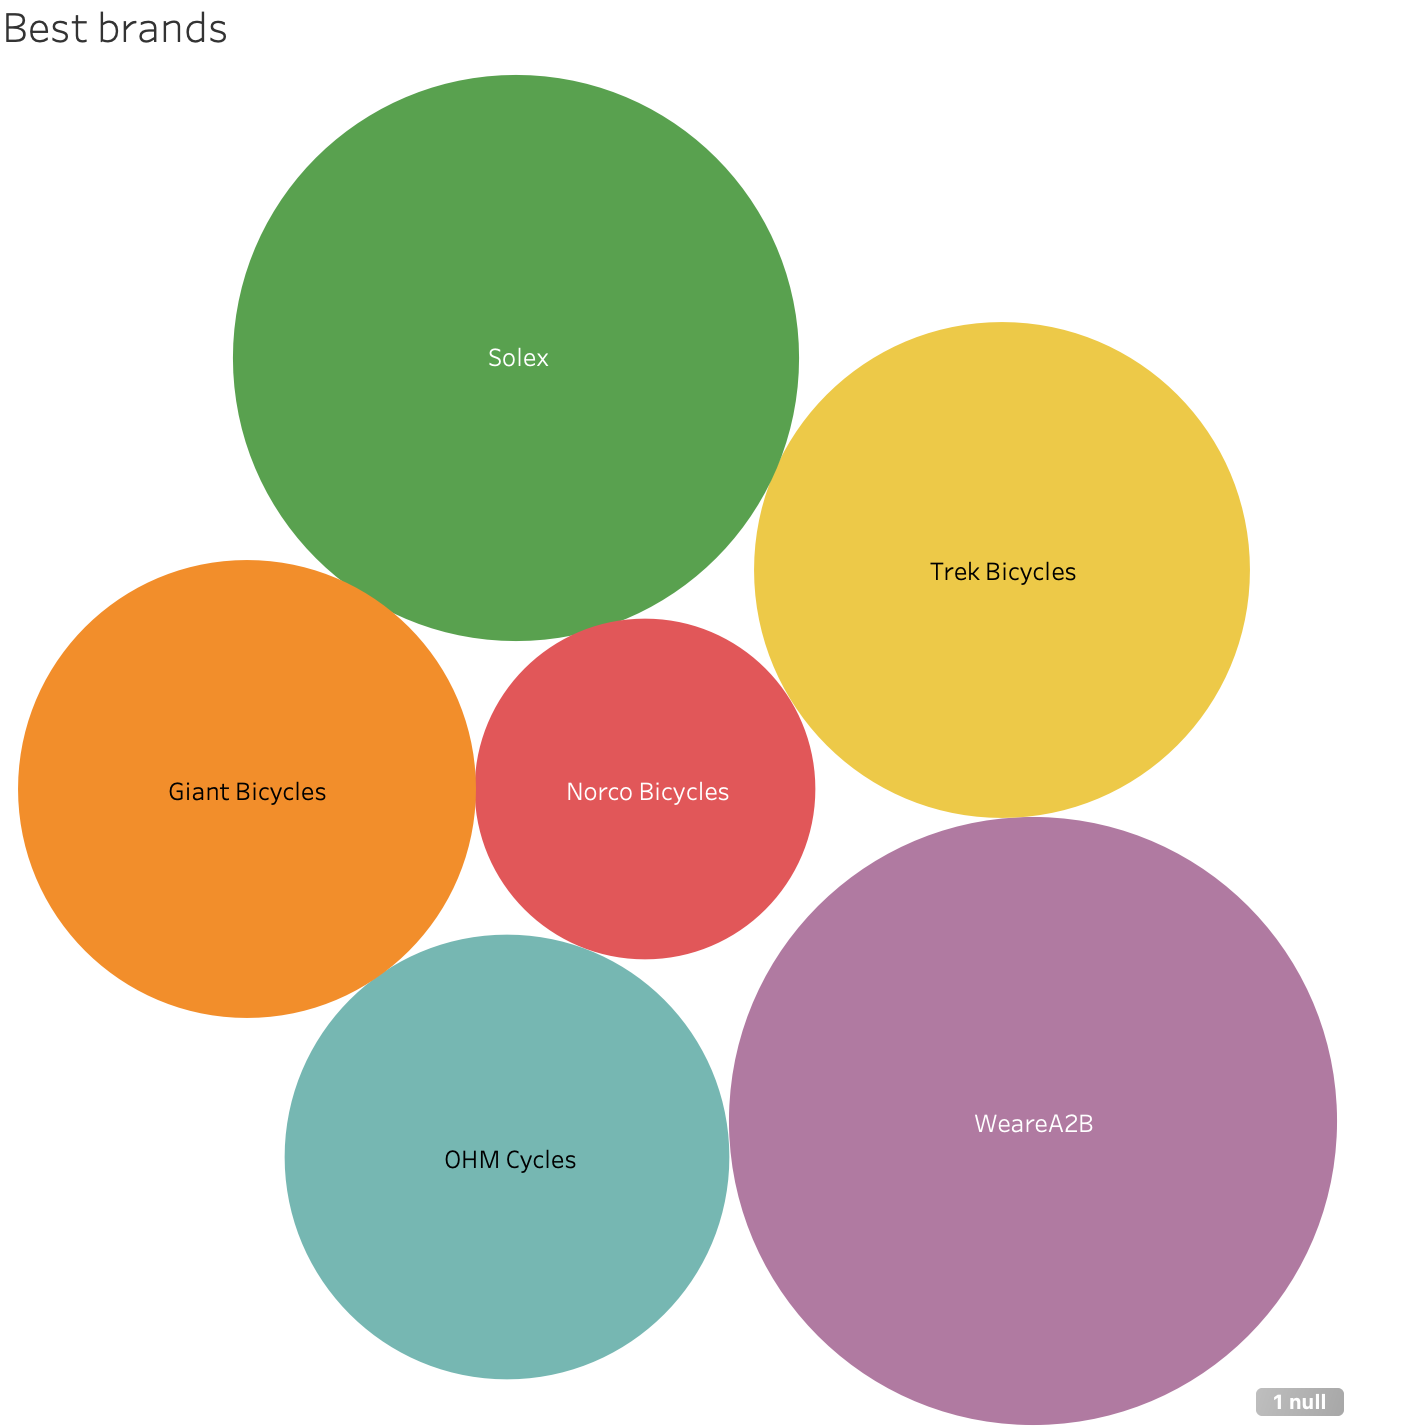 Best brands
Solex
Trek Bicycles
Giant Bicycles
Norco Bicycles
WeareA2B
OHM Cycles
1 null